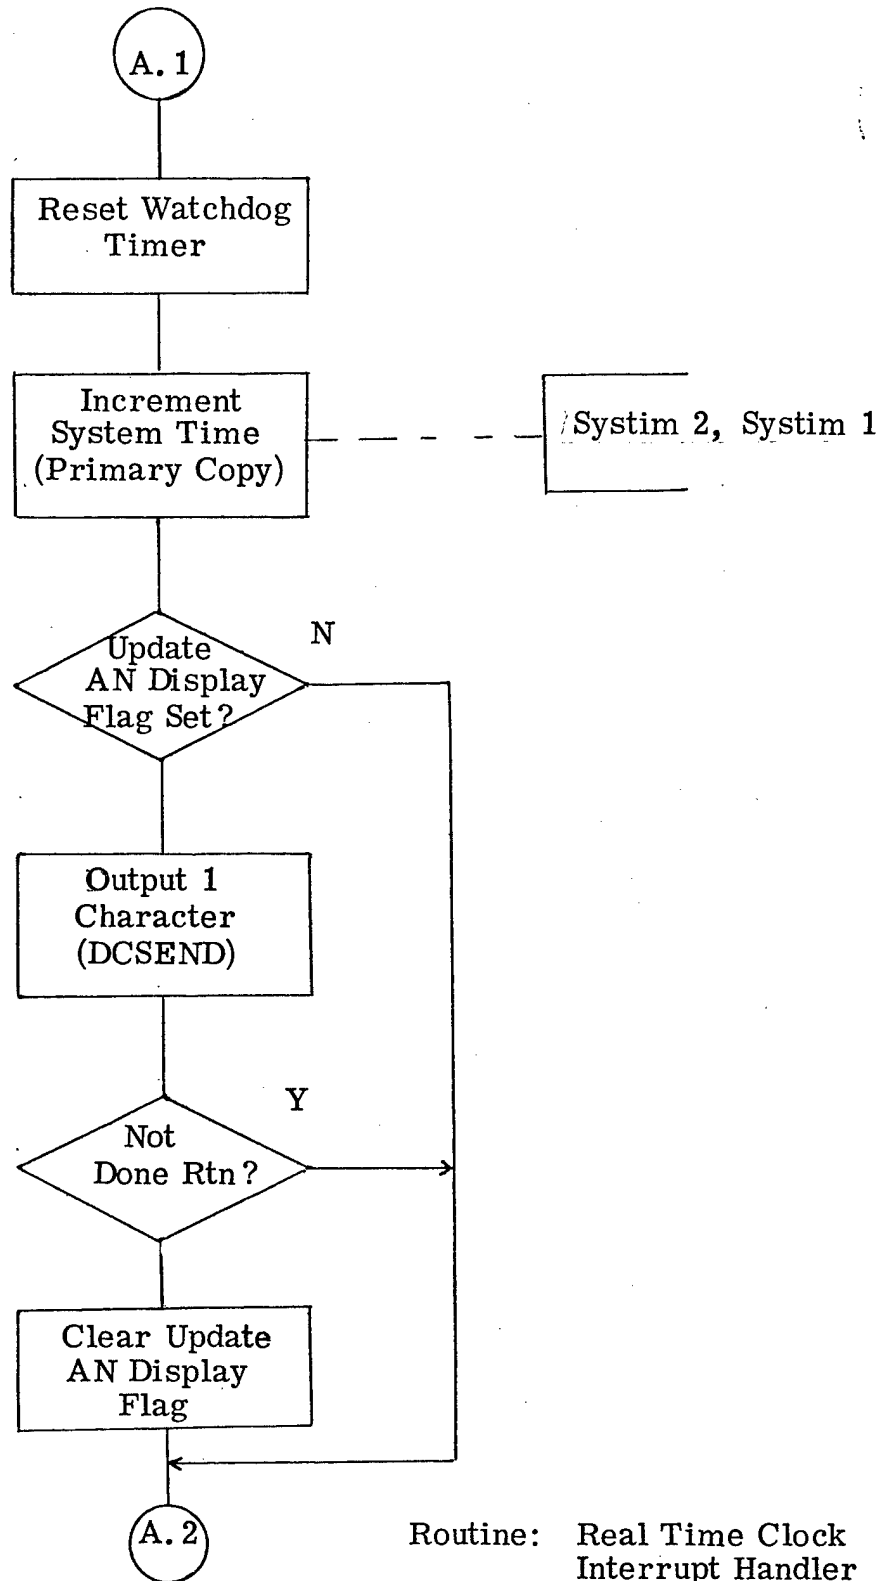 A. 1
Reset Watchdog
Timer
Increment
System Time
(Primary Copy)
Systim 2, Systim 1
Update
AN Display
Flag Set?
N
Output 1
Character
(DCSEND)
Y
Not
Done Rtn?
Clear Update
AN Display
Flag
A. 2
Routine: Real Time Clock
Interrupt Handler